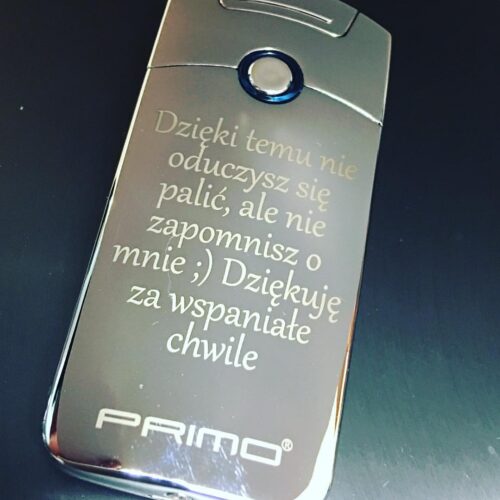 Dzięki temu nie
oduczysz się
palić, ale nie
zapomnisz o
mnie ;) Dziękuję
za wspaniałe
chwile
PRIMO®